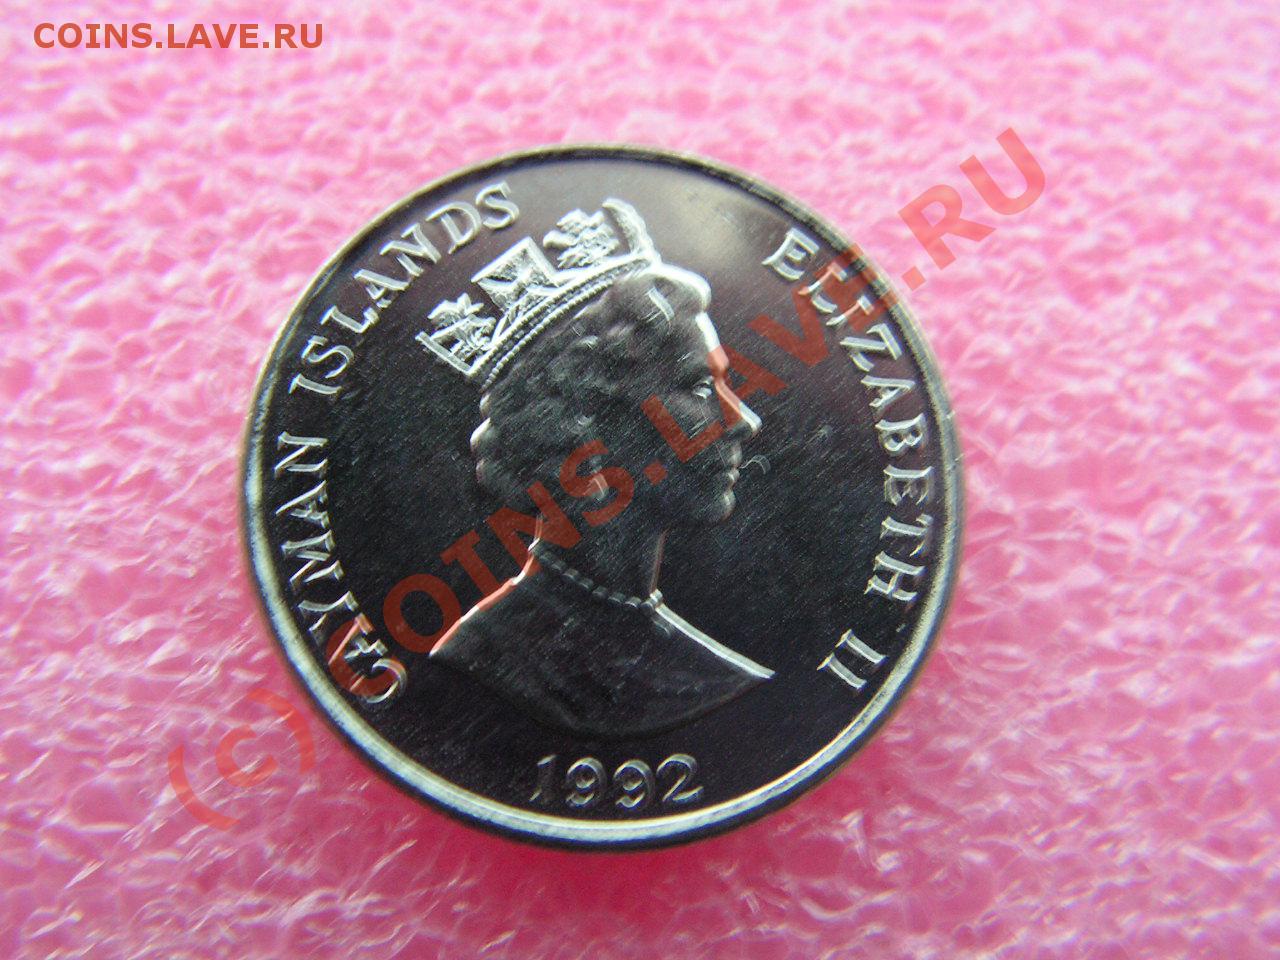 COINS.LAVE.RU
CAYMAN ISLANDS
ELIZABETH II
1992
(c) COINS.LAVE.RU